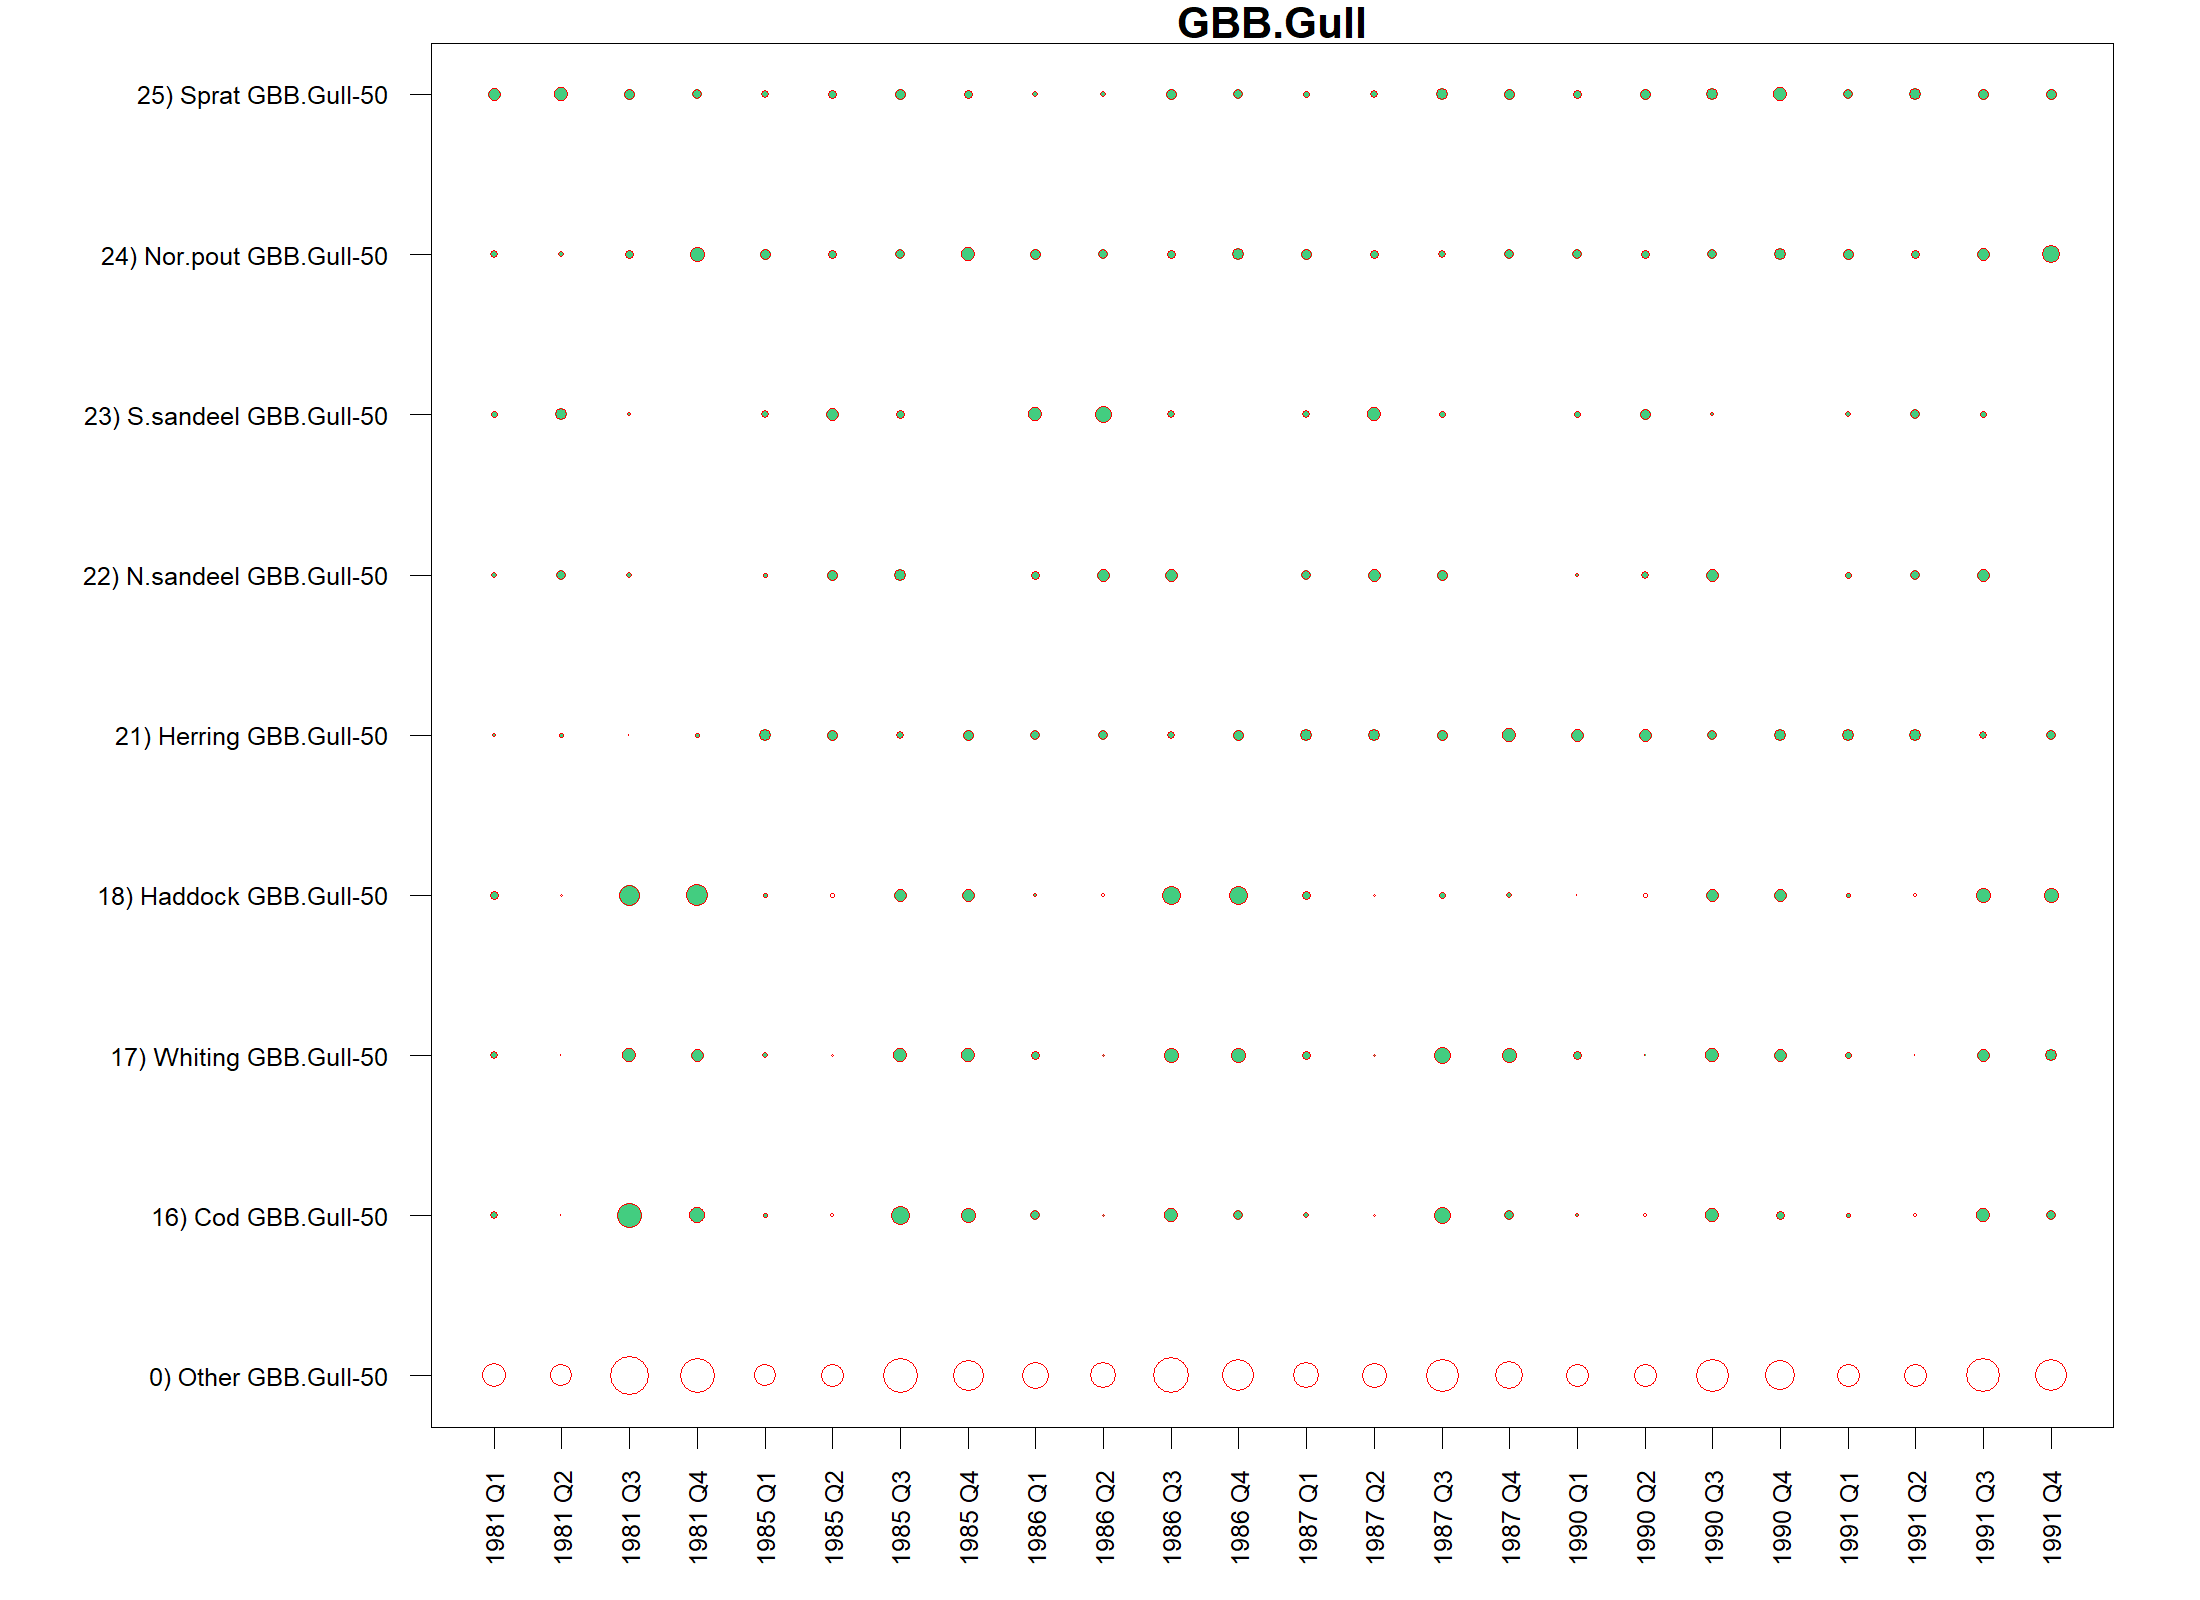 GBB.Gull
25) Sprat GBB.Gull-50
24) Nor.pout GBB.Gull-50
23) S.sandeel GBB.Gull-50
22) N.sandeel GBB.Gull-50
21) Herring GBB.Gull-50
18) Haddock GBB.Gull-50
17) Whiting GBB.Gull-50
16) Cod GBB.Gull-50
0) Other GBB.Gull-50
1981 Q1
1981 Q2
1981 Q3
1981 Q4
1985 Q1
1985 Q2
1985 Q3
1985 Q4
1986 Q1
1986 Q2
1986 Q3
1986 Q4
1987 Q1
1987 Q2
1987 Q3
1987 Q4
1990 Q1
1990 Q2
1990 Q3
1990 Q4
1991 Q1
1991 Q2
1991 Q3
1991 Q4